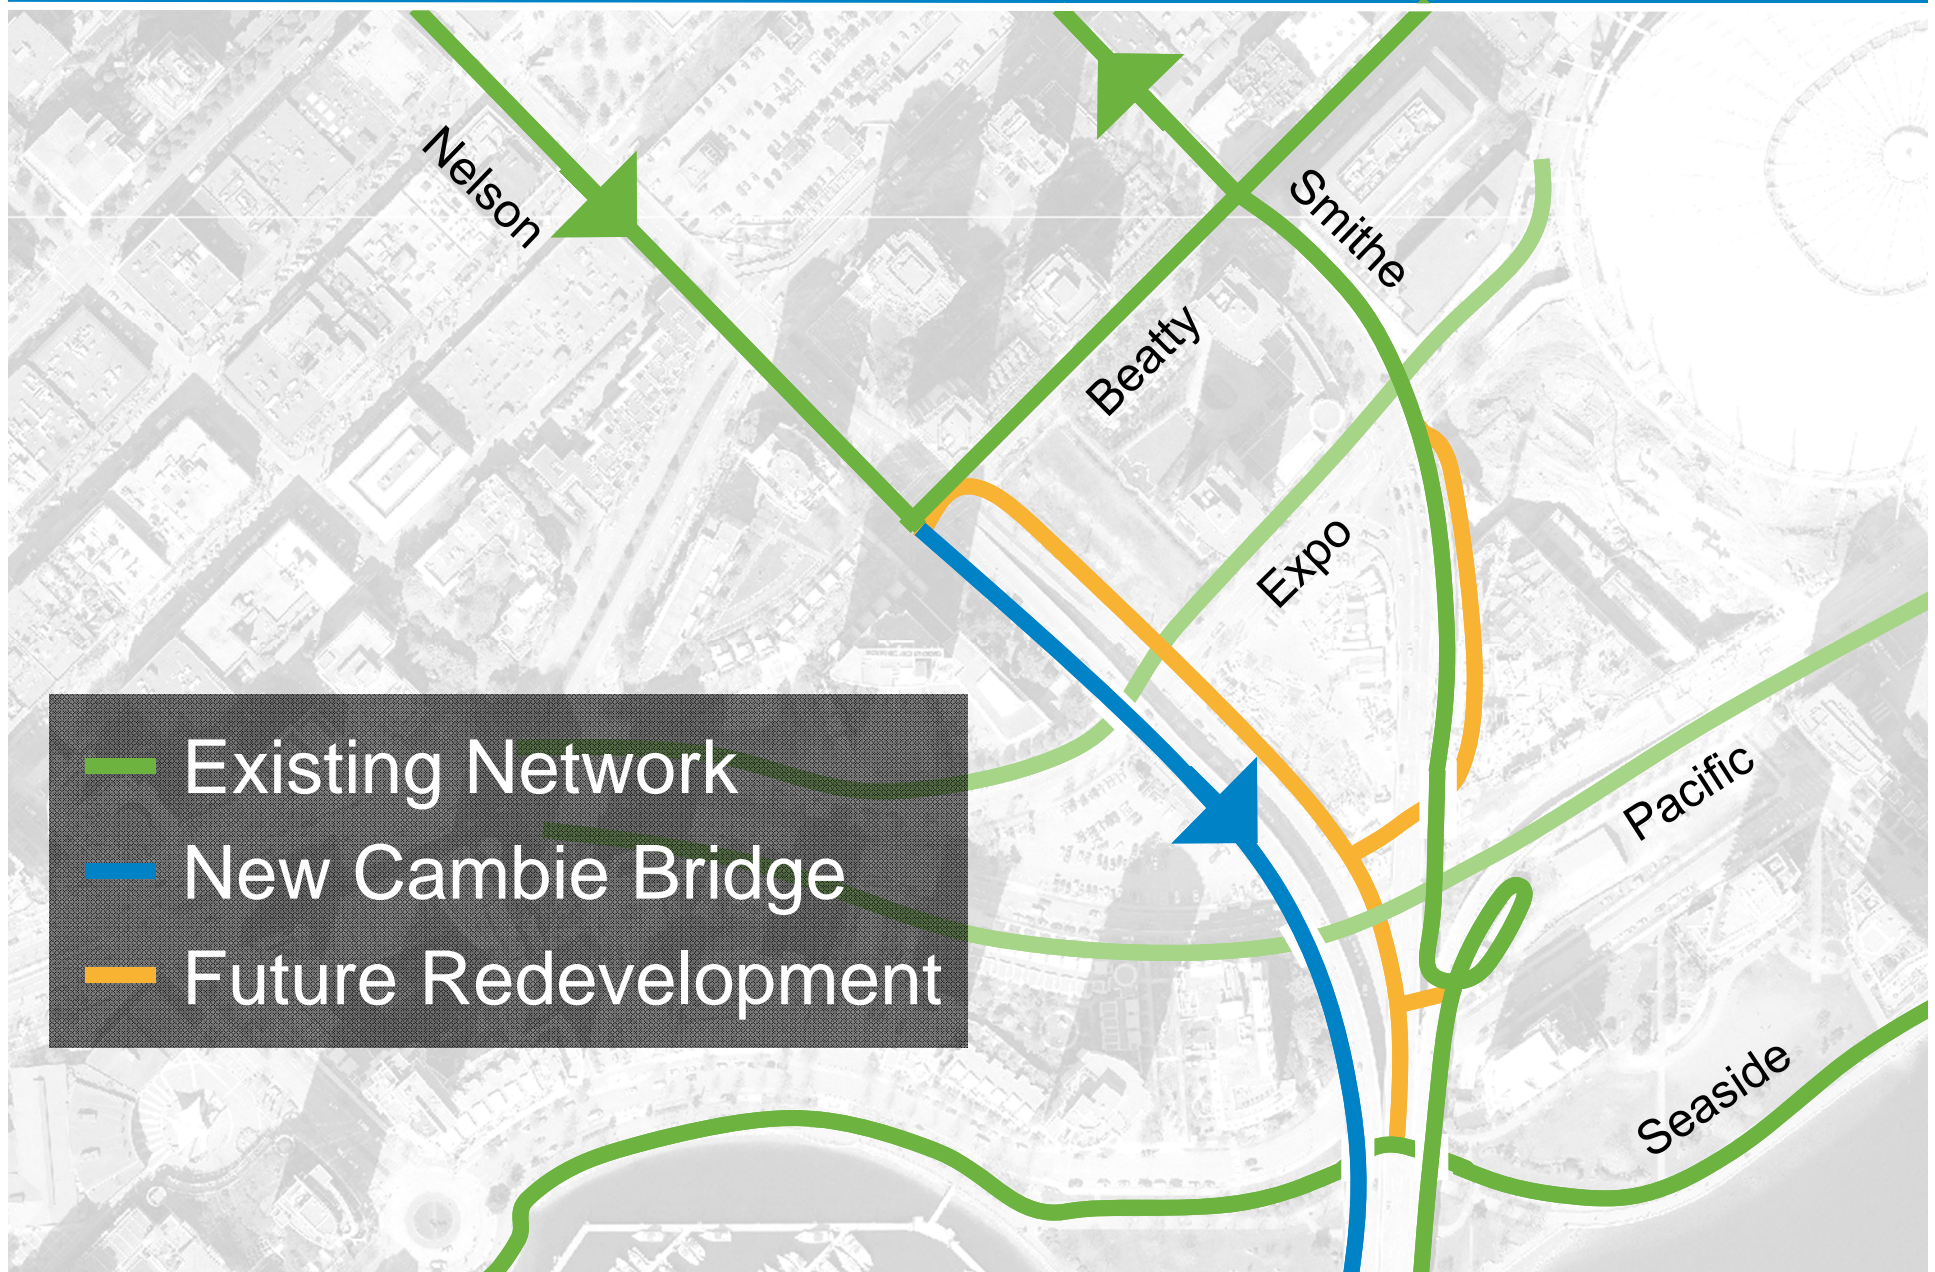 Nelson
Smithe
Beatty
Expo
Pacific
Seaside
Existing Network
New Cambie Bridge
Future Redevelopment